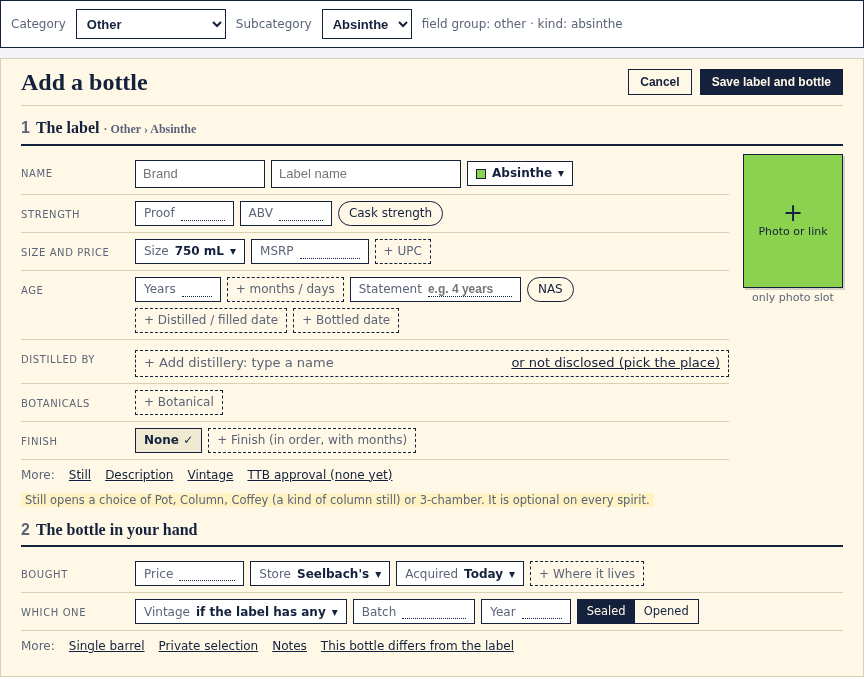 Category Other Subcategory Absinthe field group: other · kind: absinthe
Add a bottle Cancel Save label and bottle
1 The label · Other › Absinthe
NAME Brand Label name Absinthe ▾
STRENGTH Proof ABV Cask strength
+
Photo or link
SIZE AND PRICE Size 750 mL ▾ MSRP + UPC
AGE Years + months / days Statement e.g. 4 years NAS
only photo slot
+ Distilled / filled date + Bottled date
DISTILLED BY + Add distillery: type a name or not disclosed (pick the place)
BOTANICALS + Botanical
FINISH None ✓ + Finish (in order, with months)
More: Still Description Vintage TTB approval (none yet)
Still opens a choice of Pot, Column, Coffey (a kind of column still) or 3-chamber. It is optional on every spirit.
2 The bottle in your hand
BOUGHT Price Store Seelbach's ▾ Acquired Today ▾ + Where it lives
WHICH ONE Vintage if the label has any ▾ Batch Year Sealed Opened
More: Single barrel Private selection Notes This bottle differs from the label